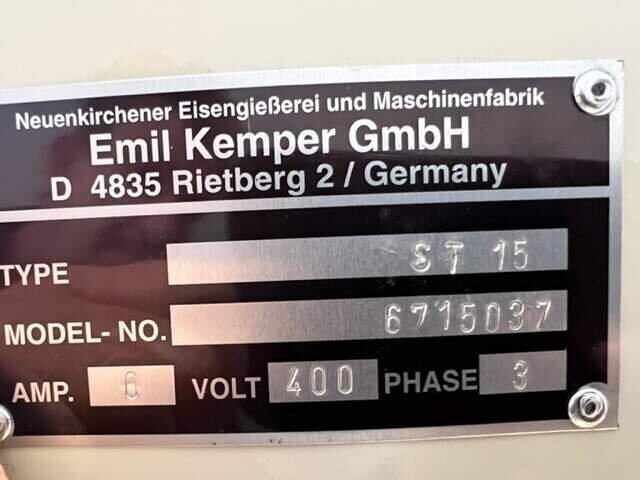 Neuenkirchener Eisengießerei und Maschinenfabrik
Emil Kemper GmbH
D 4835 Rietberg 2 / Germany
TYPE ST 15
MODEL- NO. 6715037
AMP. 6 VOLT 400 PHASE 3